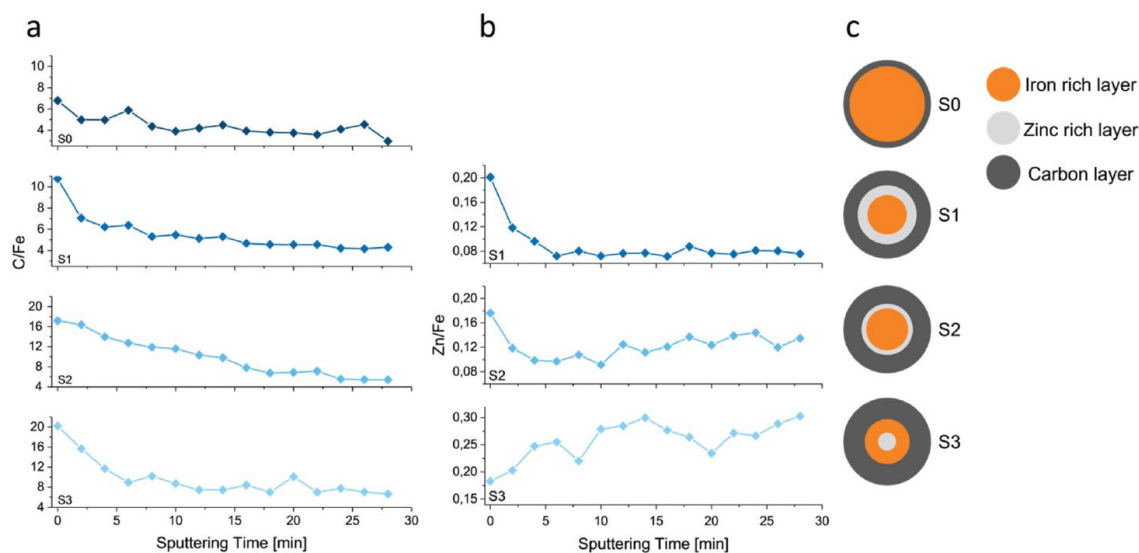 a
b
c
10
8
6
4
S0
10
8
6
4
S1
20
16
12
8
4
S2
20
16
12
8
4
S3
C/Fe
0
5
10
15
20
25
30
Sputtering Time [min]
0,20
0,16
0,12
0,08
S1
0,20
0,16
0,12
0,08
S2
0,30
0,25
0,20
0,15
S3
Zn/Fe
0
5
10
15
20
25
30
Sputtering Time [min]
S0
S1
S2
S3
Iron rich layer
Zinc rich layer
Carbon layer